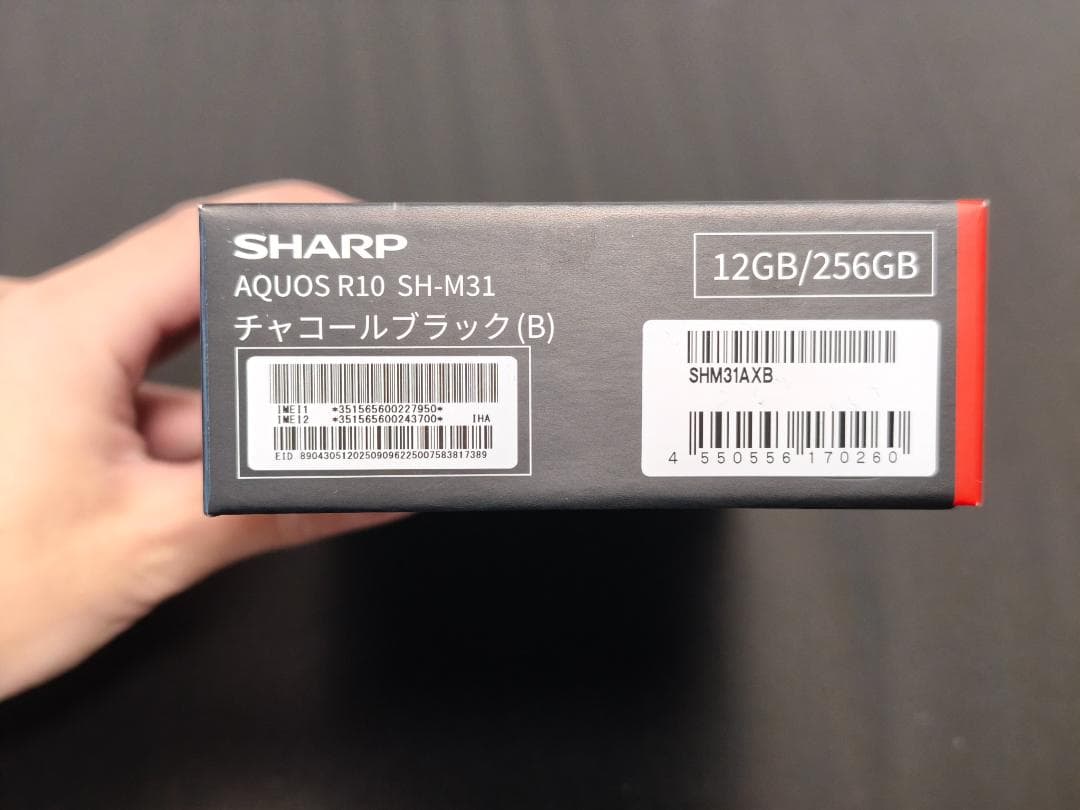 SHARP
AQUOS R10 SH-M31
チャコールブラック(B)
12GB/256GB
IMEI1 *351565600227950*
IMEI2 *351565600243700* IHA
EID 89043051202509096225007583817389
SHM31AXB
4 550556 170260